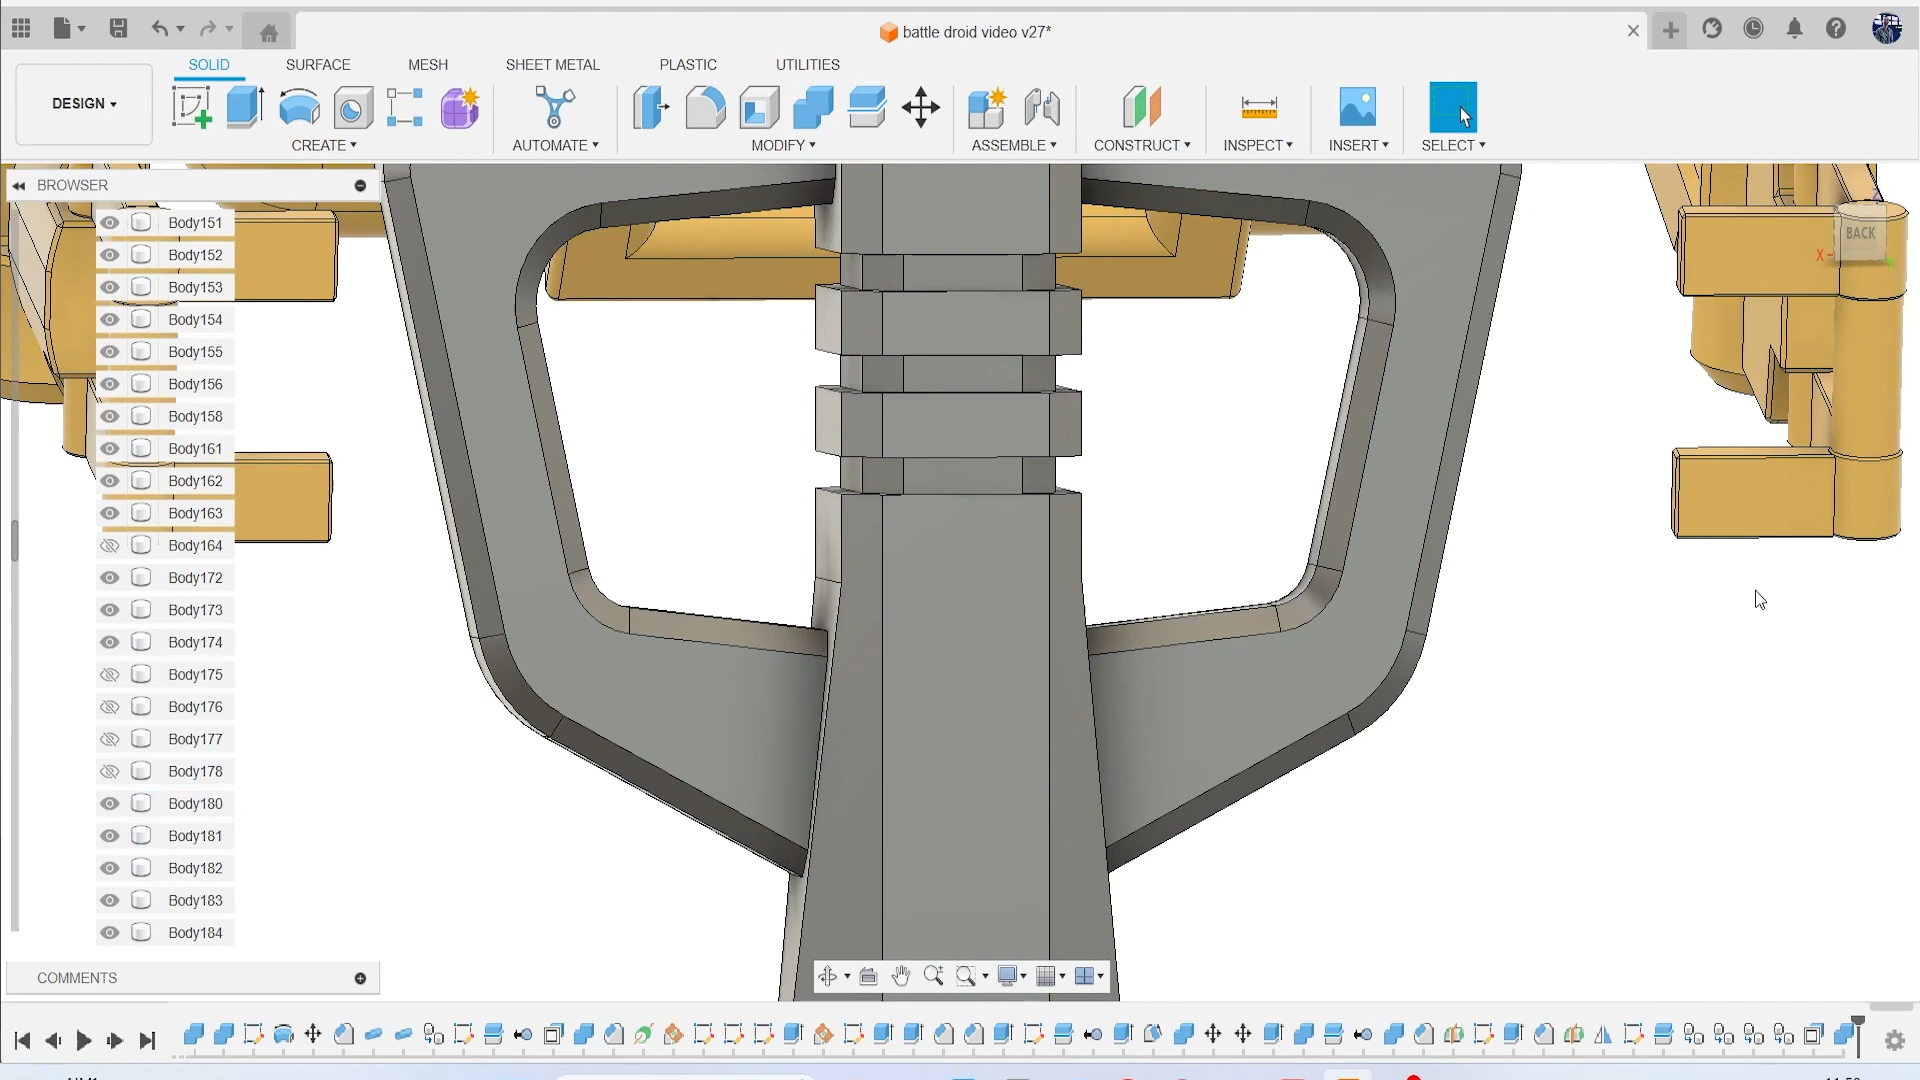 battle droid video v27*
SOLID SURFACE MESH SHEET METAL PLASTIC UTILITIES
DESIGN
CREATE AUTOMATE MODIFY ASSEMBLE CONSTRUCT INSPECT INSERT SELECT
BROWSER
Body151
Body152
Body153
Body154
Body155
Body156
Body158
Body161
Body162
Body163
Body164
Body172
Body173
Body174
Body175
Body176
Body177
Body178
Body180
Body181
Body182
Body183
Body184
BACK
X
COMMENTS